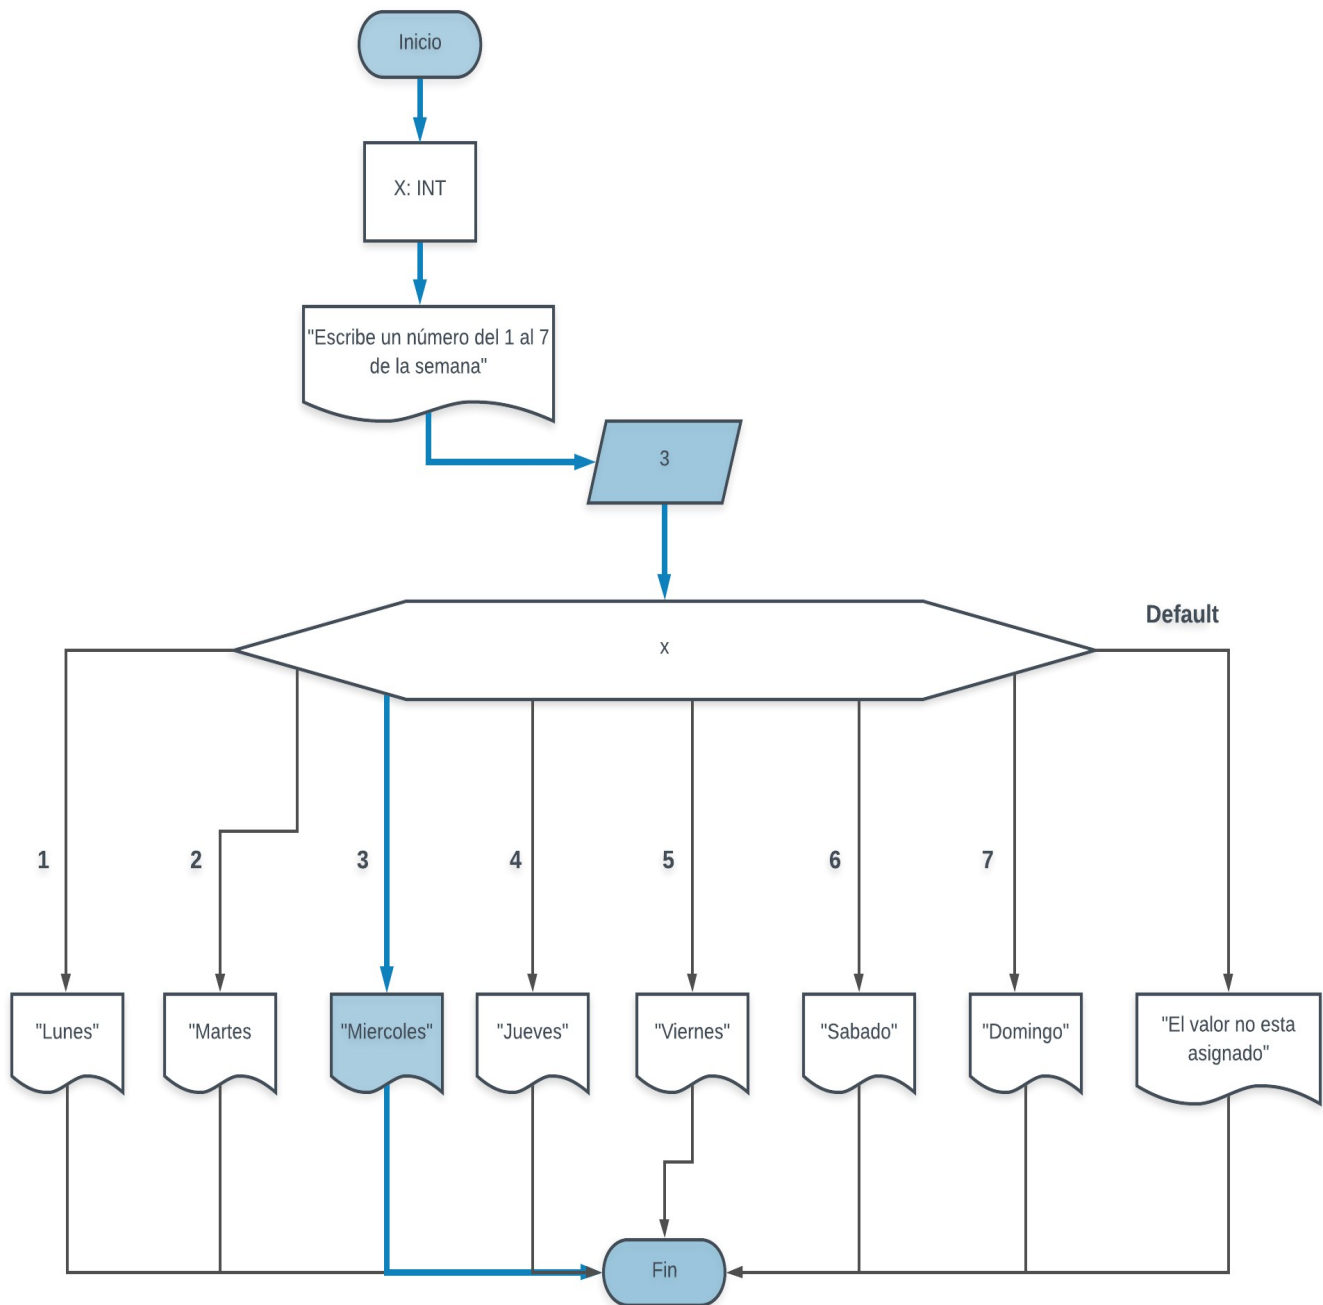 Inicio
X: INT
"Escribe un número del 1 al 7
de la semana"
3
x
Default
1
2
3
4
5
6
7
"Lunes"
"Martes
"Miercoles"
"Jueves"
"Viernes"
"Sabado"
"Domingo"
"El valor no esta
asignado"
Fin